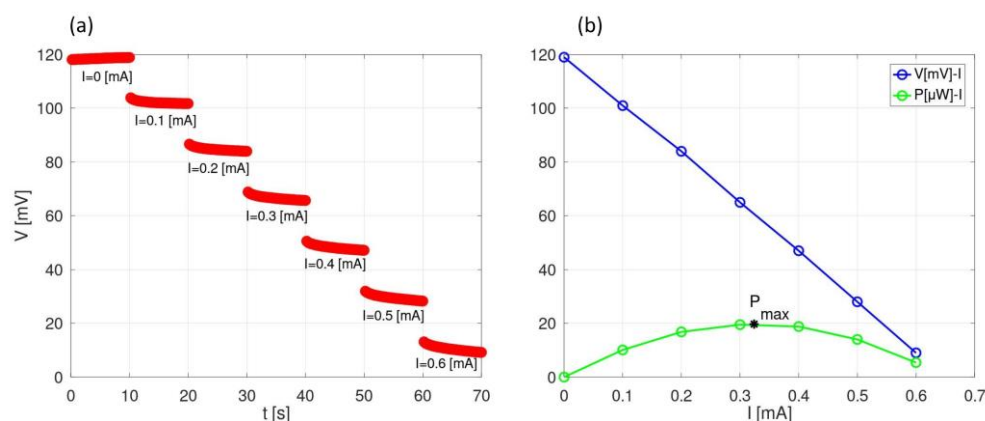 (a)
120
100
80
60
40
20
0
V [mV]
I=0 [mA]
I=0.1 [mA]
I=0.2 [mA]
I=0.3 [mA]
I=0.4 [mA]
I=0.5 [mA]
I=0.6 [mA]
0 10 20 30 40 50 60 70
t [s]
(b)
120
100
80
60
40
20
0
V[mV]-I
P[μW]-I
P max
0 0.1 0.2 0.3 0.4 0.5 0.6 0.7
I [mA]